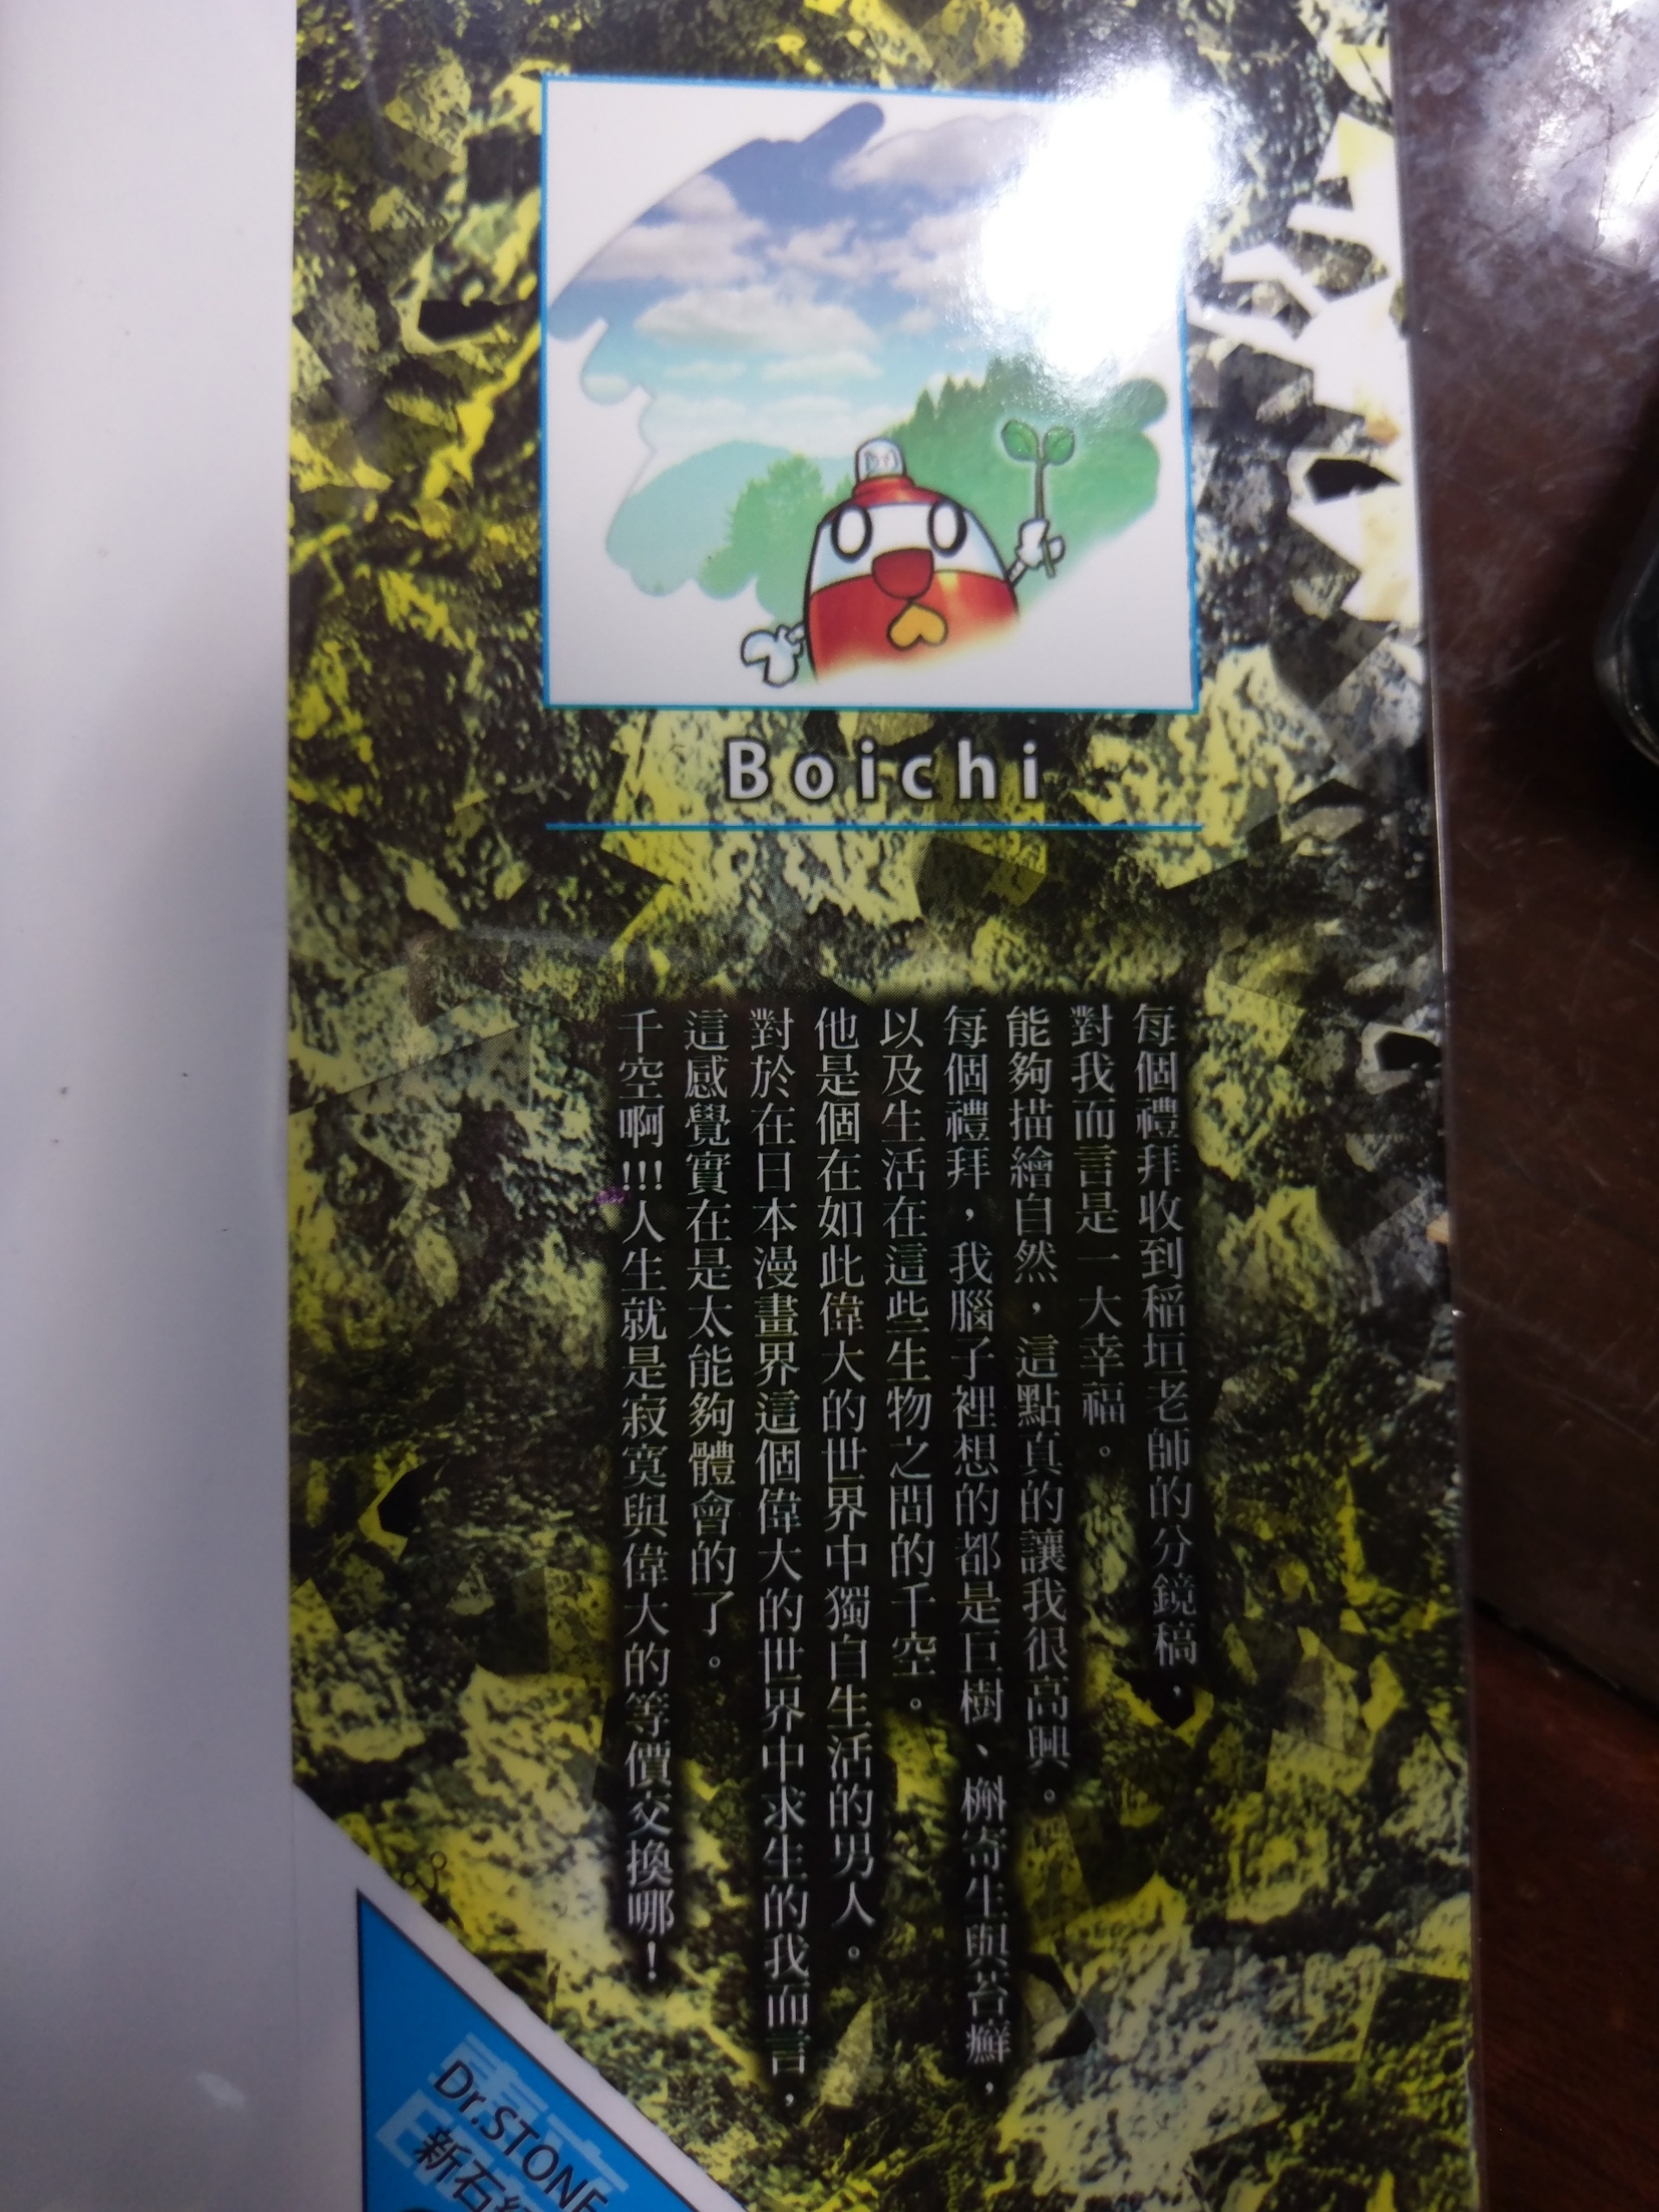 Boichi
每個禮拜收到稲垣老師的分鏡稿，
對我而言是一大幸福。
能夠描繪自然，這點真的讓我很高興。
每個禮拜，我腦子裡想的都是巨樹、槲寄生與苔癬，
以及生活在這些生物之間的千空。
他是個在如此偉大的世界中獨自生活的男人。
對於在日本漫畫界這個偉大的世界中求生的我而言，
這感覺實在是太能夠體會的了。
千空啊!!!人生就是寂寞與偉大的等價交換哪！
Dr.STONE
新石紀